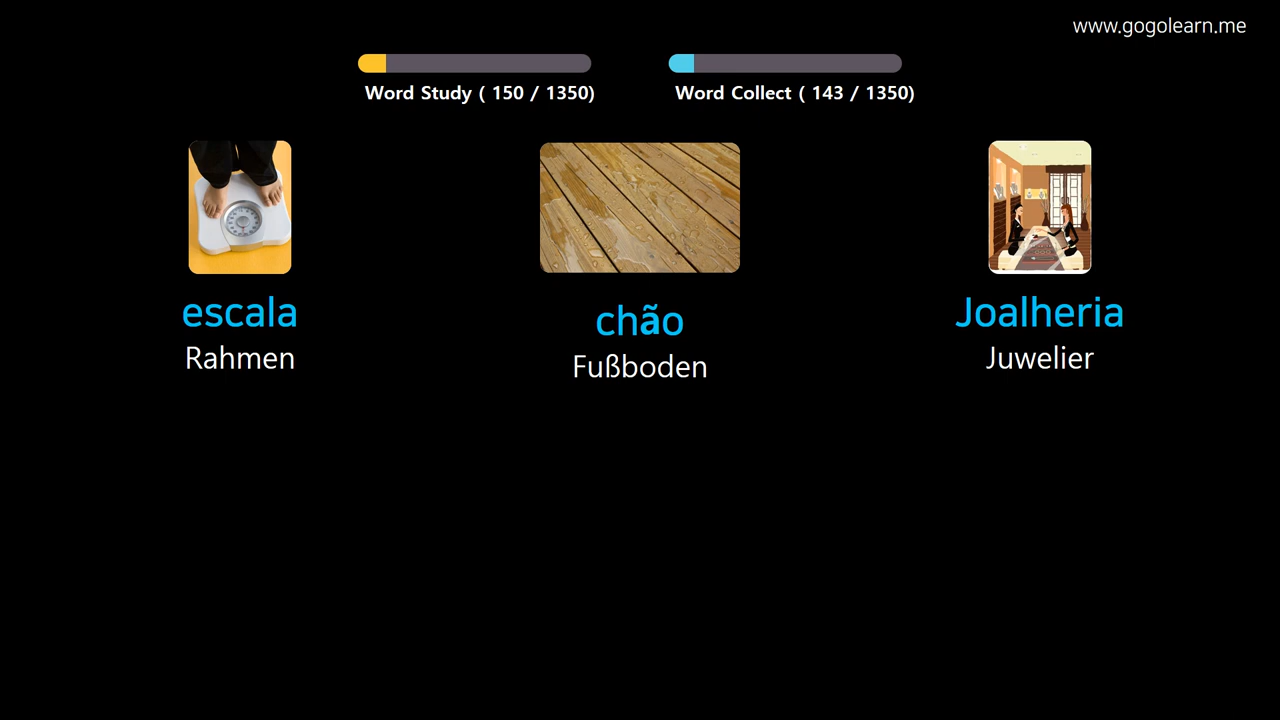 www.gogolearn.me
Word Study ( 150 / 1350)
Word Collect ( 143 / 1350)
escala
Rahmen
chão
Fußboden
Joalheria
Juwelier